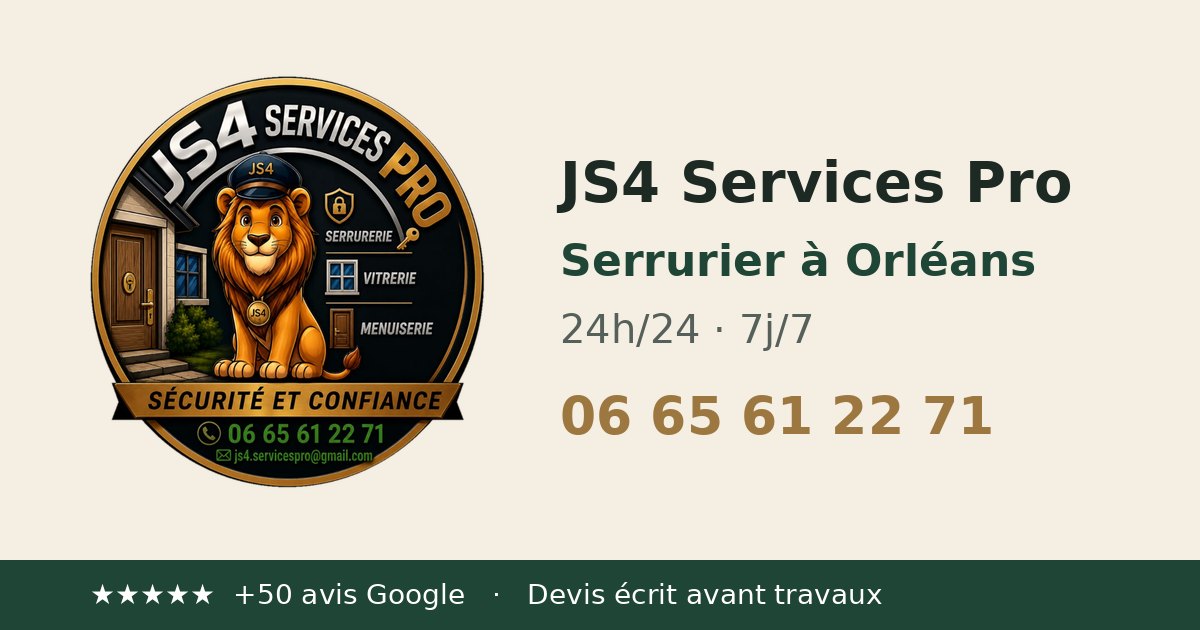 JS4 SERVICES PRO
JS4
SERRURERIE
VITRERIE
JS4
MENUISERIE
SÉCURITÉ ET CONFIANCE
06 65 61 22 71
js4.servicespro@gmail.com
JS4 Services Pro
Serrurier à Orléans
24h/24 · 7j/7
06 65 61 22 71
★★★★★ +50 avis Google · Devis écrit avant travaux